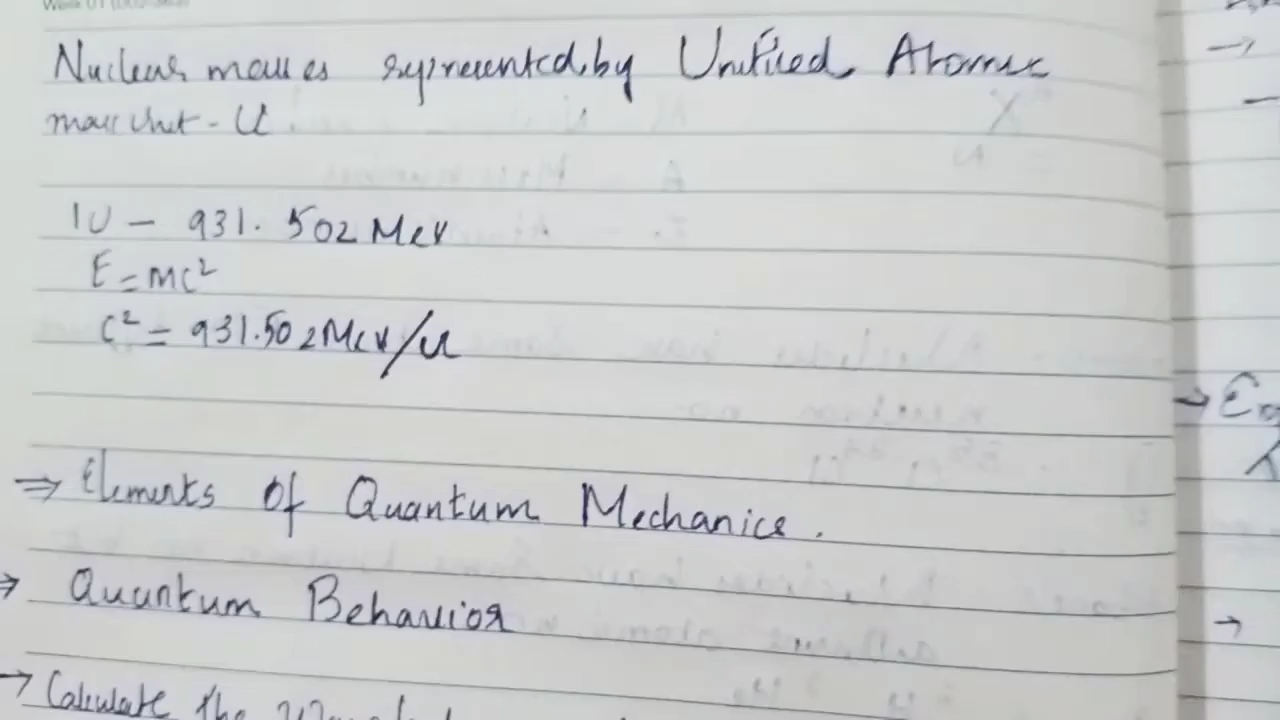 Nucleus masses represented by Unified Atomic
mass Unit - U
1U - 931.502 MeV
E = mc²
C² = 931.502 MeV/u
⇒ Elements of Quantum Mechanics.
⇒ Quantum Behavior
→ Calculate the